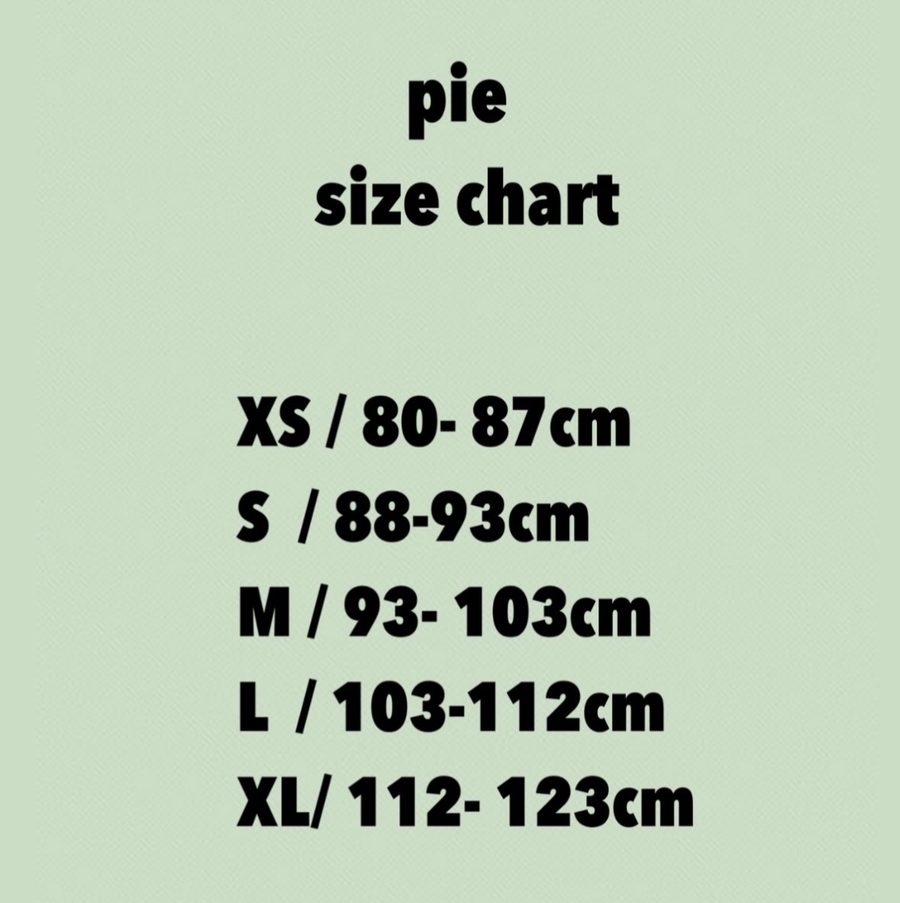 pie
size chart
XS / 80- 87cm
S / 88-93cm
M / 93- 103cm
L / 103-112cm
XL/ 112- 123cm